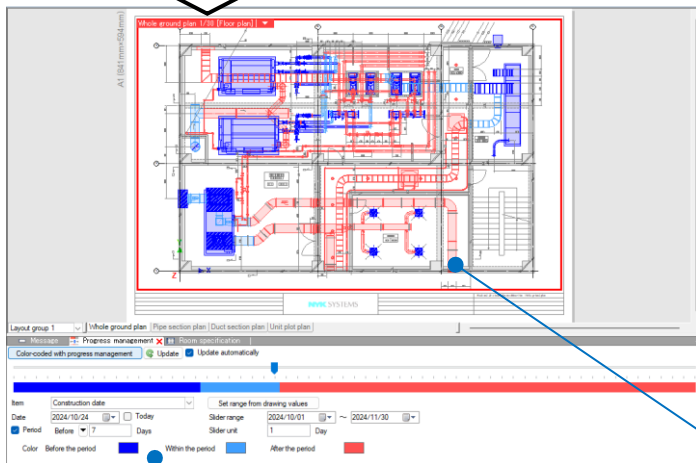 Whole around plan 1/30 [Floor plan]
A1 (841mm×594mm)
NYK SYSTEMS
Layout group 1
Whole ground plan Pipe section plan Duct section plan Unit plot plan
Message Progress management Room specification
Color-coded with progress management Update Update automatically
Item Construction date Set range from drawing values
Date 2024/10/24 Today Slider range 2024/10/01 ~ 2024/11/30
Period Before 7 Days Slider unit 1 Day
Color Before the period Within the period After the period